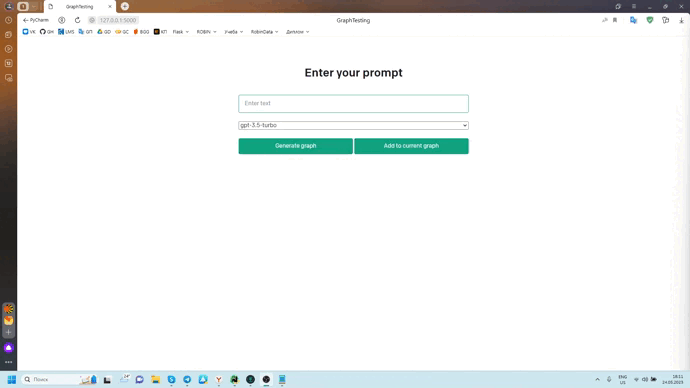 GraphTesting
PyCharm
127.0.0.1:5000
GraphTesting
VK GH LMS GП GD GC BGG КП Flask ROBIN Учеба RobinData Диплом
Enter your prompt
Enter text
gpt-3.5-turbo
Generate graph Add to current graph
Поиск
ENG
US
18:11
24.05.2023